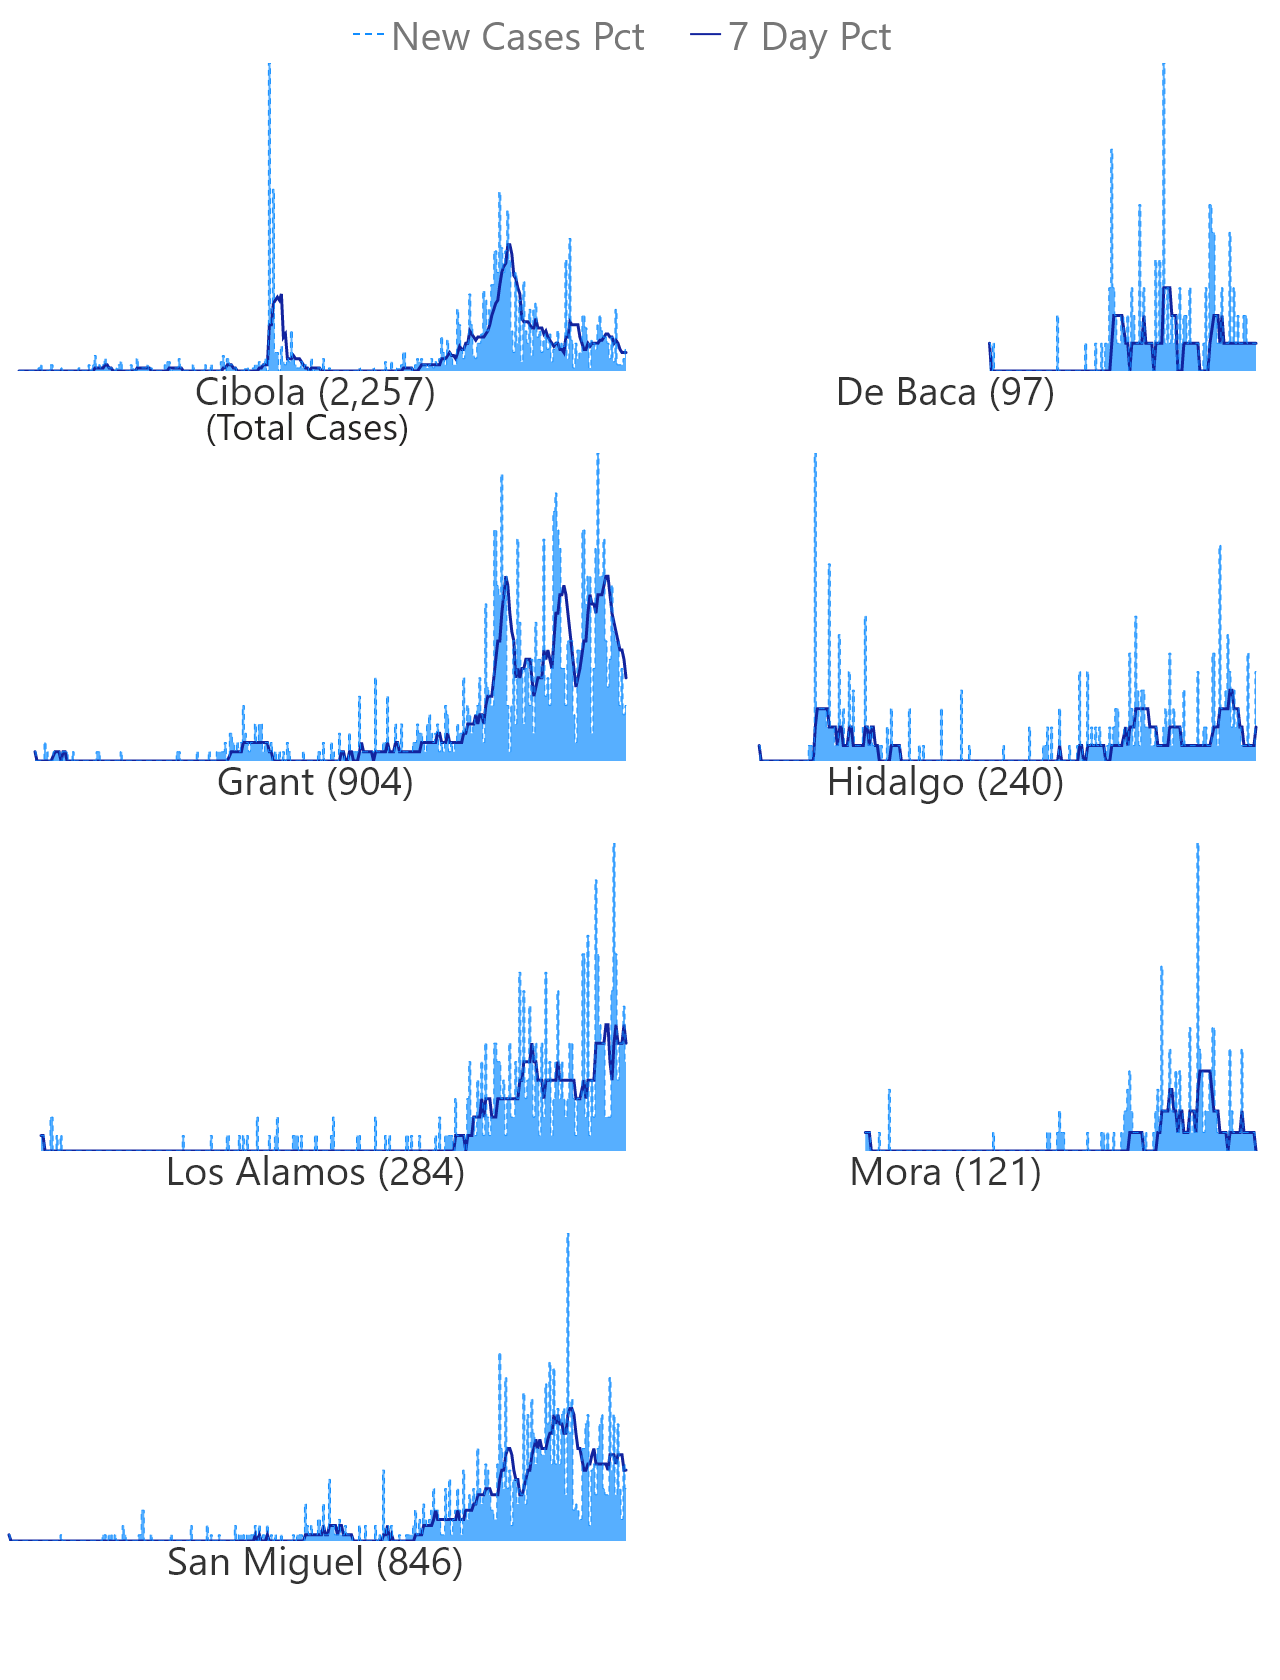 New Cases Pct 7 Day Pct
Cibola (2,257)
(Total Cases)
De Baca (97)
Grant (904)
Hidalgo (240)
Los Alamos (284)
Mora (121)
San Miguel (846)